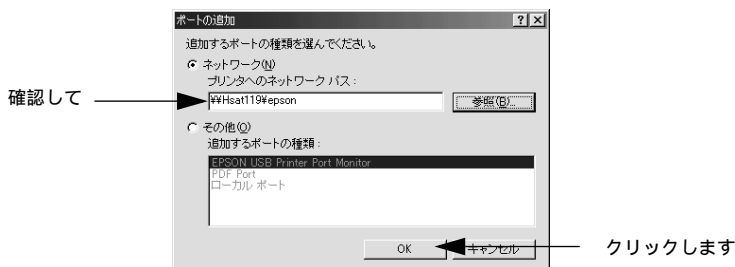 ポートの追加
追加するポートの種類を選んでください。
ネットワーク(N)
プリンタへのネットワーク パス:
確認して
¥¥Hsat119¥epson
参照(B)...
その他(O)
追加するポートの種類:
EPSON USB Printer Port Monitor
PDF Port
ローカル ポート
OK
キャンセル
クリックします